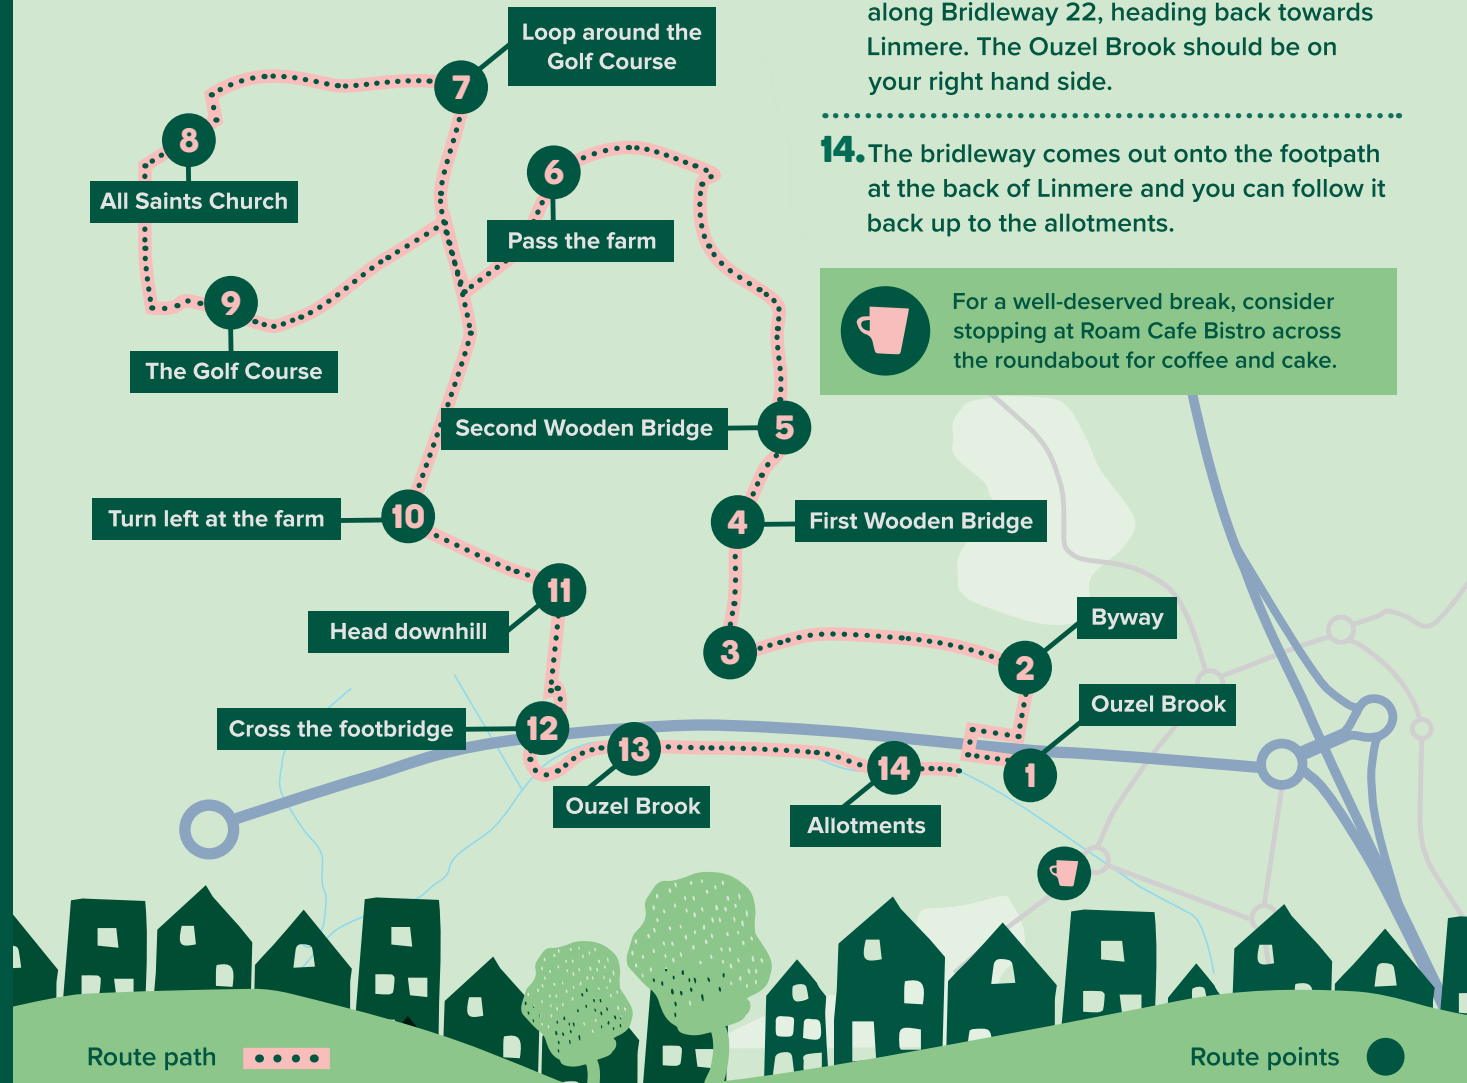 along Bridleway 22, heading back towards
Linmere. The Ouzel Brook should be on
your right hand side.
14. The bridleway comes out onto the footpath
at the back of Linmere and you can follow it
back up to the allotments.
For a well-deserved break, consider
stopping at Roam Cafe Bistro across
the roundabout for coffee and cake.
Loop around the
Golf Course
7
8
All Saints Church
6
Pass the farm
9
The Golf Course
Second Wooden Bridge
5
Turn left at the farm
10
4
First Wooden Bridge
11
Head downhill
3
Byway
2
Ouzel Brook
1
Cross the footbridge
12
13
Ouzel Brook
14
Allotments
Route path
Route points